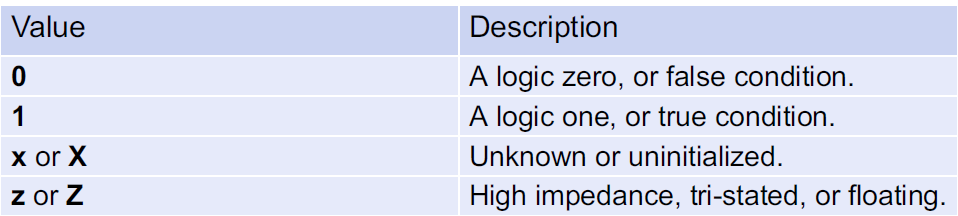 Value Description
0 A logic zero, or false condition.
1 A logic one, or true condition.
x or X Unknown or uninitialized.
z or Z High impedance, tri-stated, or floating.